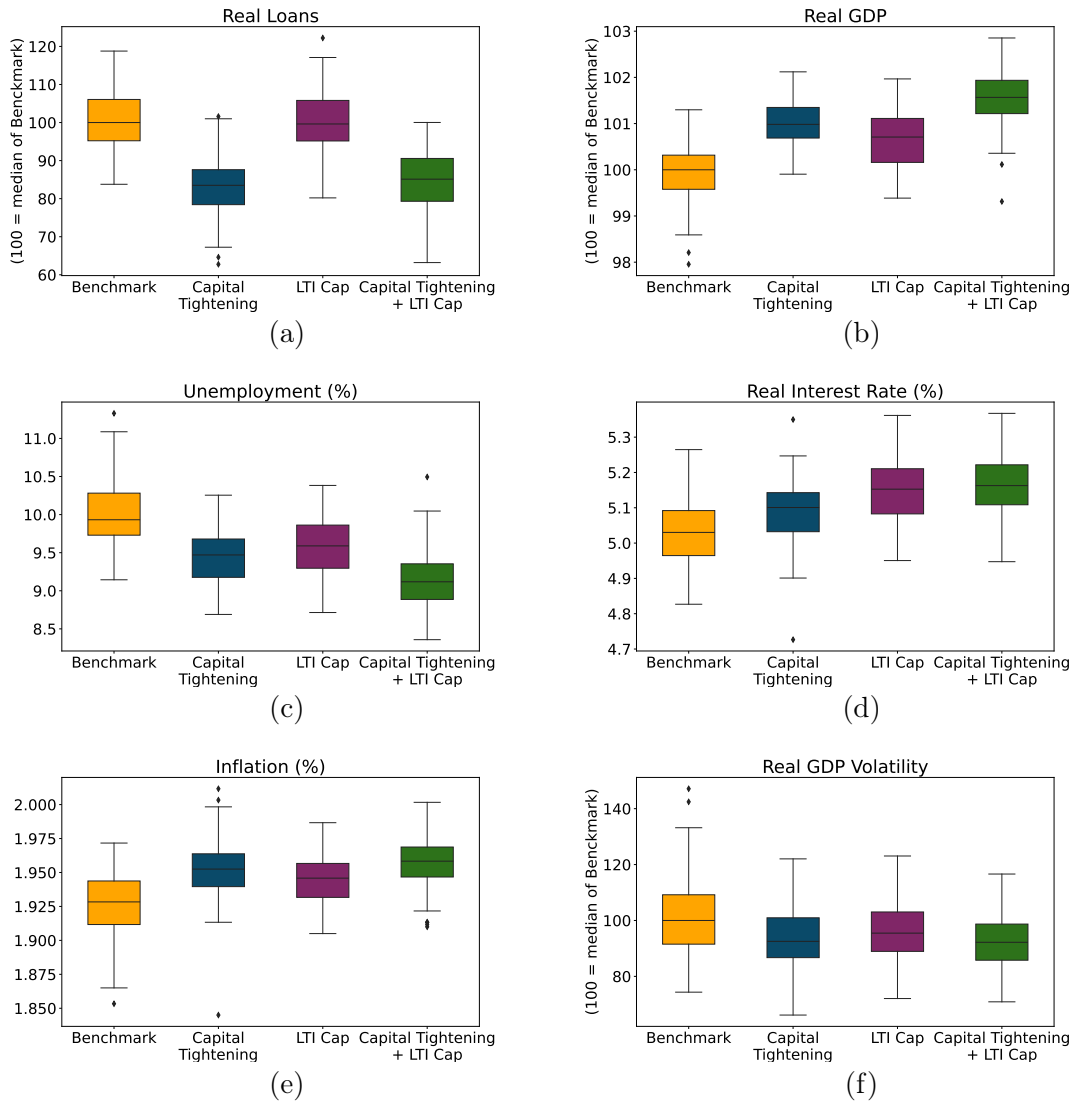 Real Loans
(100 = median of Benckmark)
120
110
100
90
80
70
60
Benchmark
Capital
Tightening
LTI Cap
Capital Tightening
+ LTI Cap
(a)
Real GDP
(100 = median of Benckmark)
103
102
101
100
99
98
Benchmark
Capital
Tightening
LTI Cap
Capital Tightening
+ LTI Cap
(b)
Unemployment (%)
11.0
10.5
10.0
9.5
9.0
8.5
Benchmark
Capital
Tightening
LTI Cap
Capital Tightening
+ LTI Cap
(c)
Real Interest Rate (%)
5.3
5.2
5.1
5.0
4.9
4.8
4.7
Benchmark
Capital
Tightening
LTI Cap
Capital Tightening
+ LTI Cap
(d)
Inflation (%)
2.000
1.975
1.950
1.925
1.900
1.875
1.850
Benchmark
Capital
Tightening
LTI Cap
Capital Tightening
+ LTI Cap
(e)
Real GDP Volatility
(100 = median of Benckmark)
140
120
100
80
Benchmark
Capital
Tightening
LTI Cap
Capital Tightening
+ LTI Cap
(f)